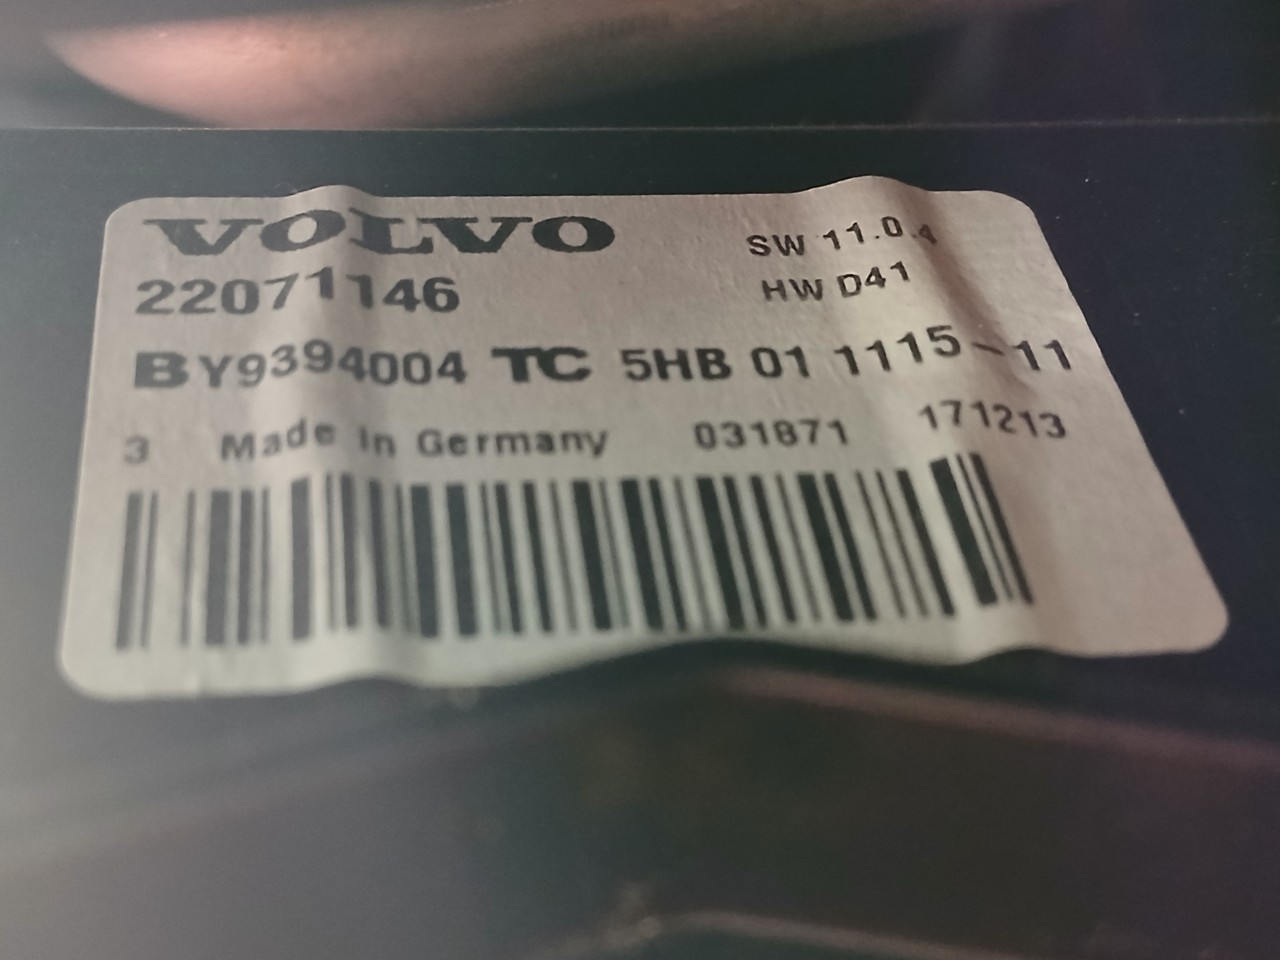 VOLVO
SW 11.0.4
22071146
HW D41
BY9394004 TC 5HB 01 1115-11
3 Made In Germany 031871 171213